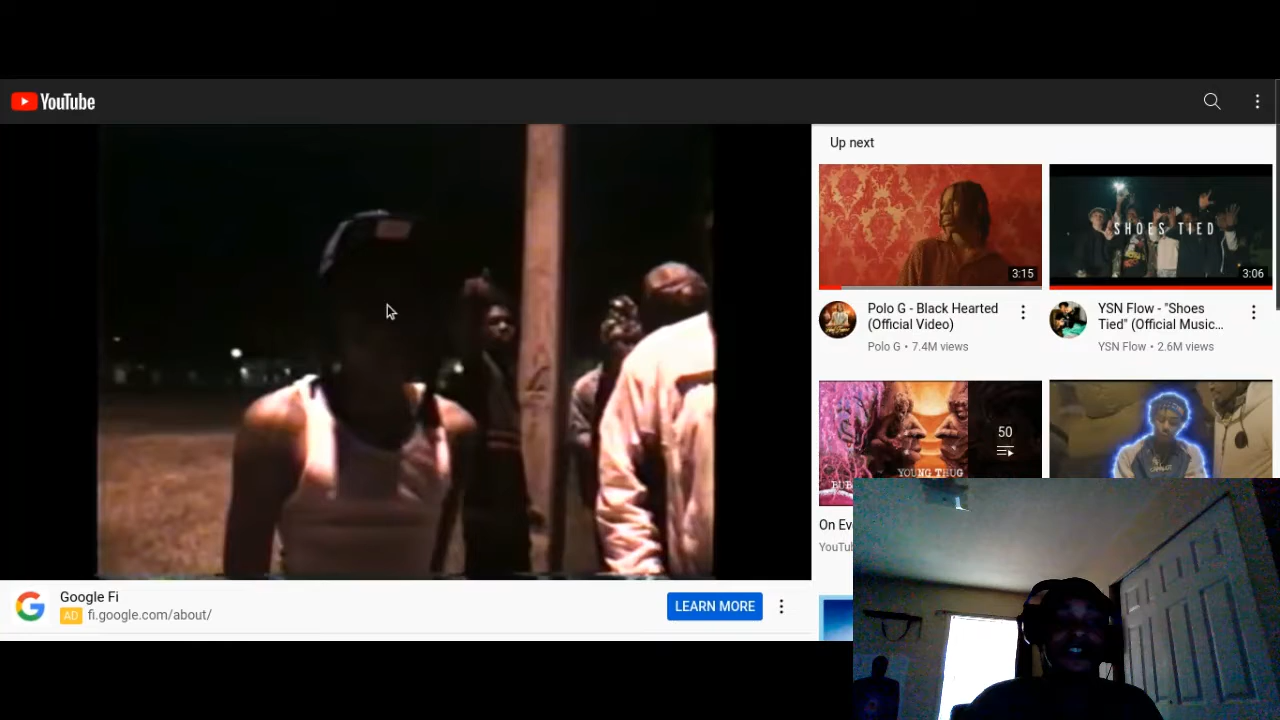 YouTube
Up next
SHOES TIED
3:15
3:06
Polo G - Black Hearted
(Official Video)
Polo G • 7.4M views
YSN Flow - "Shoes
Tied" (Official Music...
YSN Flow • 2.6M views
50
YOUNG THUG
BUB
On Ev
YouTu
Google Fi
AD fi.google.com/about/
LEARN MORE